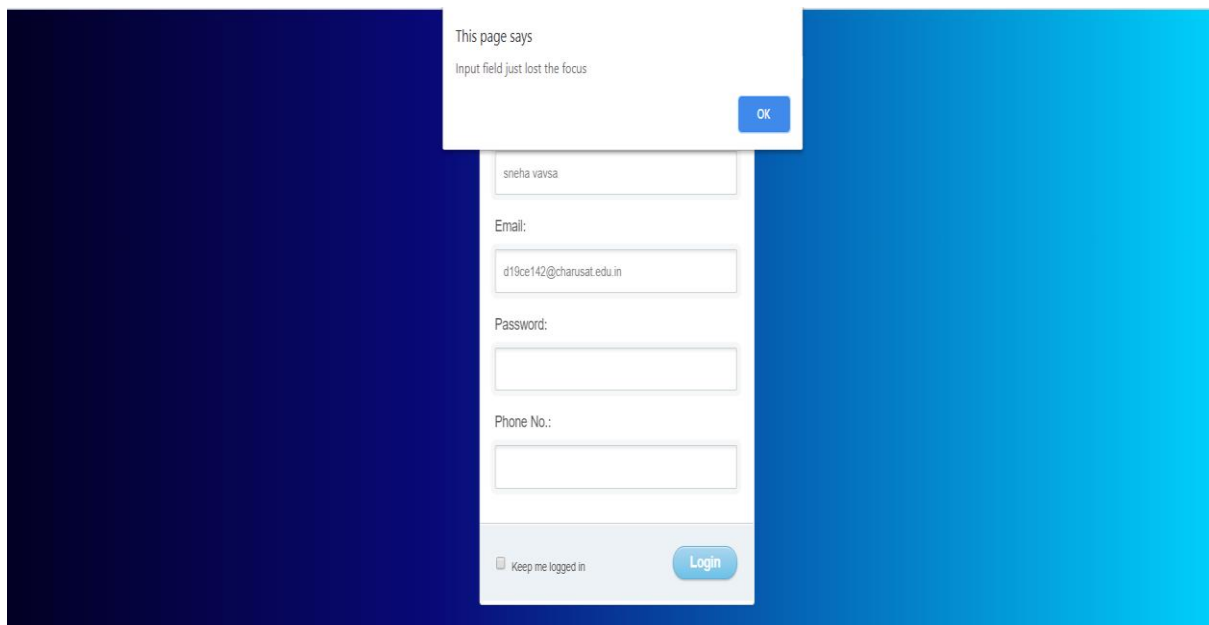 This page says
Input field just lost the focus
OK
sneha vavsa
Email:
d19ce142@charusat.edu.in
Password:
Phone No.:
Keep me logged in
Login